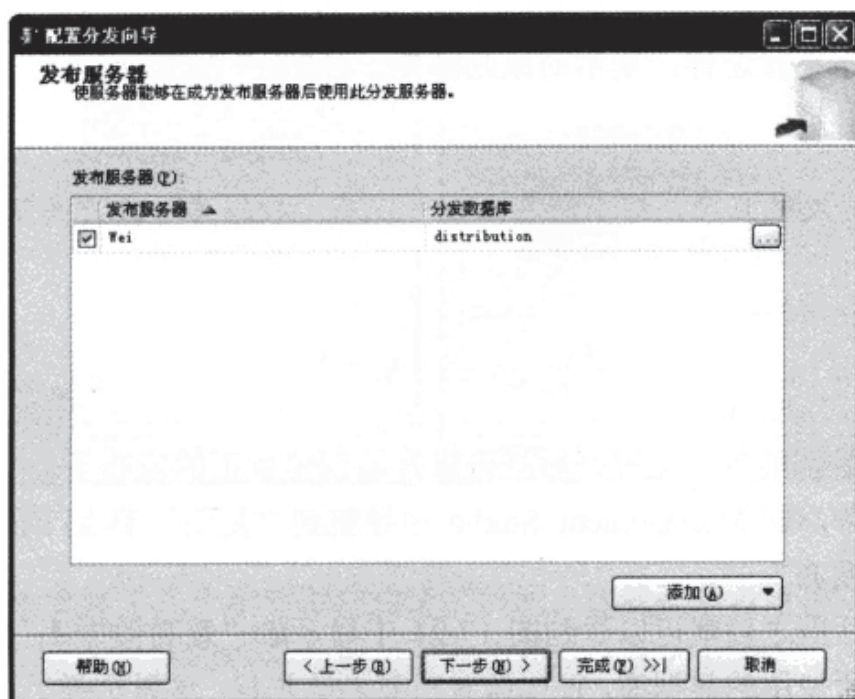 配置分发向导
发布服务器
使服务器能够在成为发布服务器后使用此分发服务器。
发布服务器(P):
发布服务器 分发数据库
Wei distribution ...
添加(A)
帮助(H) < 上一步(B) 下一步(N) > 完成(F) >>| 取消